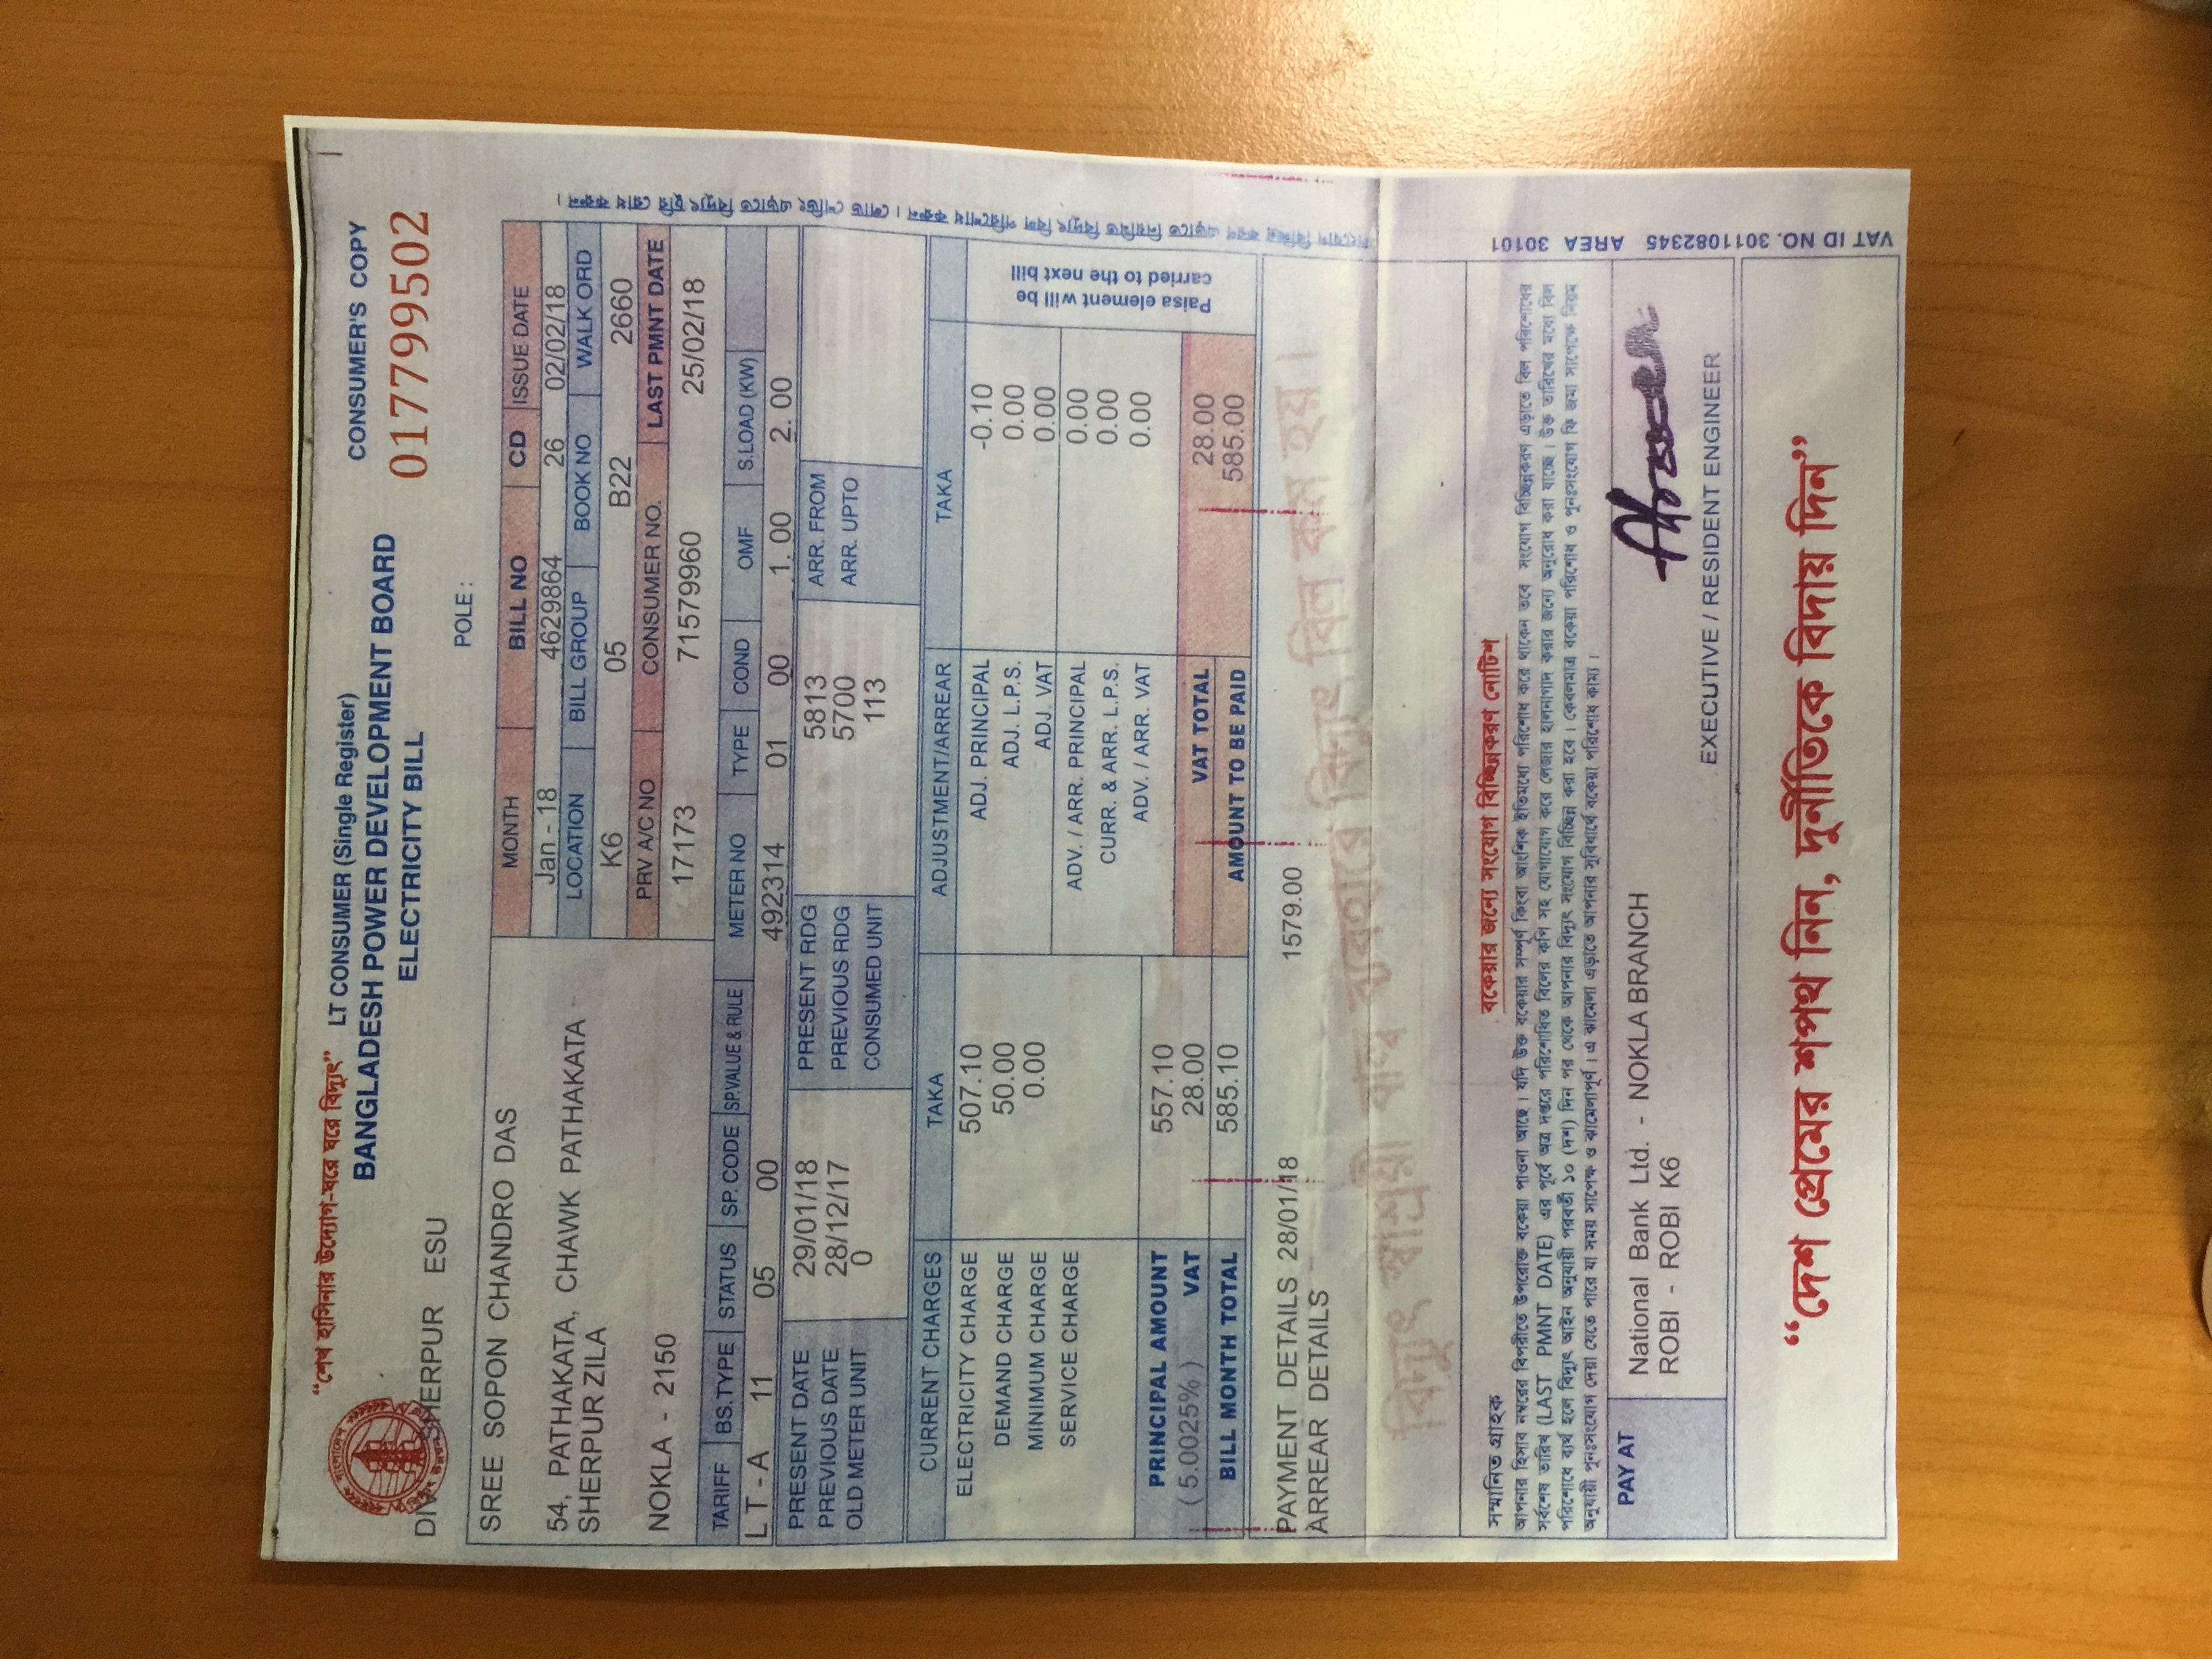 “শেখ হাসিনার উদ্যোগ-ঘরে ঘরে বিদ্যুৎ”
LT CONSUMER (Single Register)
BANGLADESH POWER DEVELOPMENT BOARD
ELECTRICITY BILL
CONSUMER'S COPY
017799502
SHERPUR ESU
POLE :
SREE SOPON CHANDRO DAS
54, PATHAKATA, CHAWK PATHAKATA
SHERPUR ZILA
NOKLA - 2150
MONTH BILL NO CD ISSUE DATE
Jan - 18 4629864 26 02/02/18
LOCATION BILL GROUP BOOK NO WALK ORD
K6 05 B22 2660
PRV A/C NO CONSUMER NO. LAST PMNT DATE
17173 71579960 25/02/18
TARIFF BS.TYPE STATUS SP. CODE SP.VALUE & RULE METER NO TYPE COND OMF S.LOAD (KW)
LT-A 11 05 00 492314 01 00 1.00 2.00
PRESENT DATE 29/01/18 PRESENT RDG 5813 ARR. FROM
PREVIOUS DATE 28/12/17 PREVIOUS RDG 5700 ARR. UPTO
OLD METER UNIT 0 CONSUMED UNIT 113
CURRENT CHARGES TAKA ADJUSTMENT/ARREAR TAKA
ELECTRICITY CHARGE 507.10 ADJ. PRINCIPAL -0.10
DEMAND CHARGE 50.00 ADJ. L.P.S. 0.00
MINIMUM CHARGE 0.00 ADJ. VAT 0.00
SERVICE CHARGE ADV. / ARR. PRINCIPAL 0.00
CURR. & ARR. L.P.S. 0.00
ADV. / ARR. VAT 0.00
PRINCIPAL AMOUNT 557.10
(5.0025%) VAT 28.00 VAT TOTAL 28.00
BILL MONTH TOTAL 585.10 AMOUNT TO BE PAID 585.00
Paisa element will be
carried to the next bill
PAYMENT DETAILS 28/01/18 1579.00
ARREAR DETAILS
বিদ্যুৎ স্বাশ্রয়ী বাল্ব ব্যবহারে বিদ্যুৎ বিল কম হয়।
সম্মানিত গ্রাহক
বকেয়ার জন্যে সংযোগ বিচ্ছিন্নকরণ নোটিশ
আপনার হিসাব নম্বরের বিপরীতে উপরোক্ত বকেয়া পাওনা আছে। যদি উক্ত বকেয়ার সম্পূর্ণ কিংবা আংশিক ইতিমধ্যে পরিশোধ করে থাকেন তবে সংযোগ বিচ্ছিন্নকরণ এড়াতে বিল পরিশোধের
সর্বশেষ তারিখ (LAST PMNT DATE) এর পূর্বে অত্র দপ্তরে পরিশোধিত বিলের কপি সহ যোগাযোগ করে লেজার হালনাগাদ করার জন্যে অনুরোধ করা যাচ্ছে। উক্ত তারিখের মধ্যে বিল
পরিশোধে ব্যর্থ হলে বিদ্যুৎ আইন অনুযায়ী পরবর্তী ১০ (দশ) দিন পর থেকে আপনার বিদ্যুৎ সংযোগ বিচ্ছিন্ন করা হবে। কেবলমাত্র বকেয়া পরিশোধ ও পুনঃসংযোগ ফি জমা সাপেক্ষে নিয়ম
অনুযায়ী পুনঃসংযোগ দেয়া যেতে পারে যা সময় সাপেক্ষ ও ঝামেলাপূর্ণ। এ ঝামেলা এড়াতে আপনার সুবিধার্থে বকেয়া পরিশোধ কাম্য।
PAY AT
National Bank Ltd. - NOKLA BRANCH
ROBI - ROBI K6
EXECUTIVE / RESIDENT ENGINEER
“দেশ প্রেমের শপথ নিন, দুর্নীতিকে বিদায় দিন”
সংযোগ বিচ্ছিন্ন করণ এড়াতে নিয়মিত বিদ্যুৎ বিল পরিশোধ করুন। লোড শেডিং এড়াতে বিদ্যুৎ চুরি রোধ করুন।
VAT ID NO. 3011082345 AREA 30101